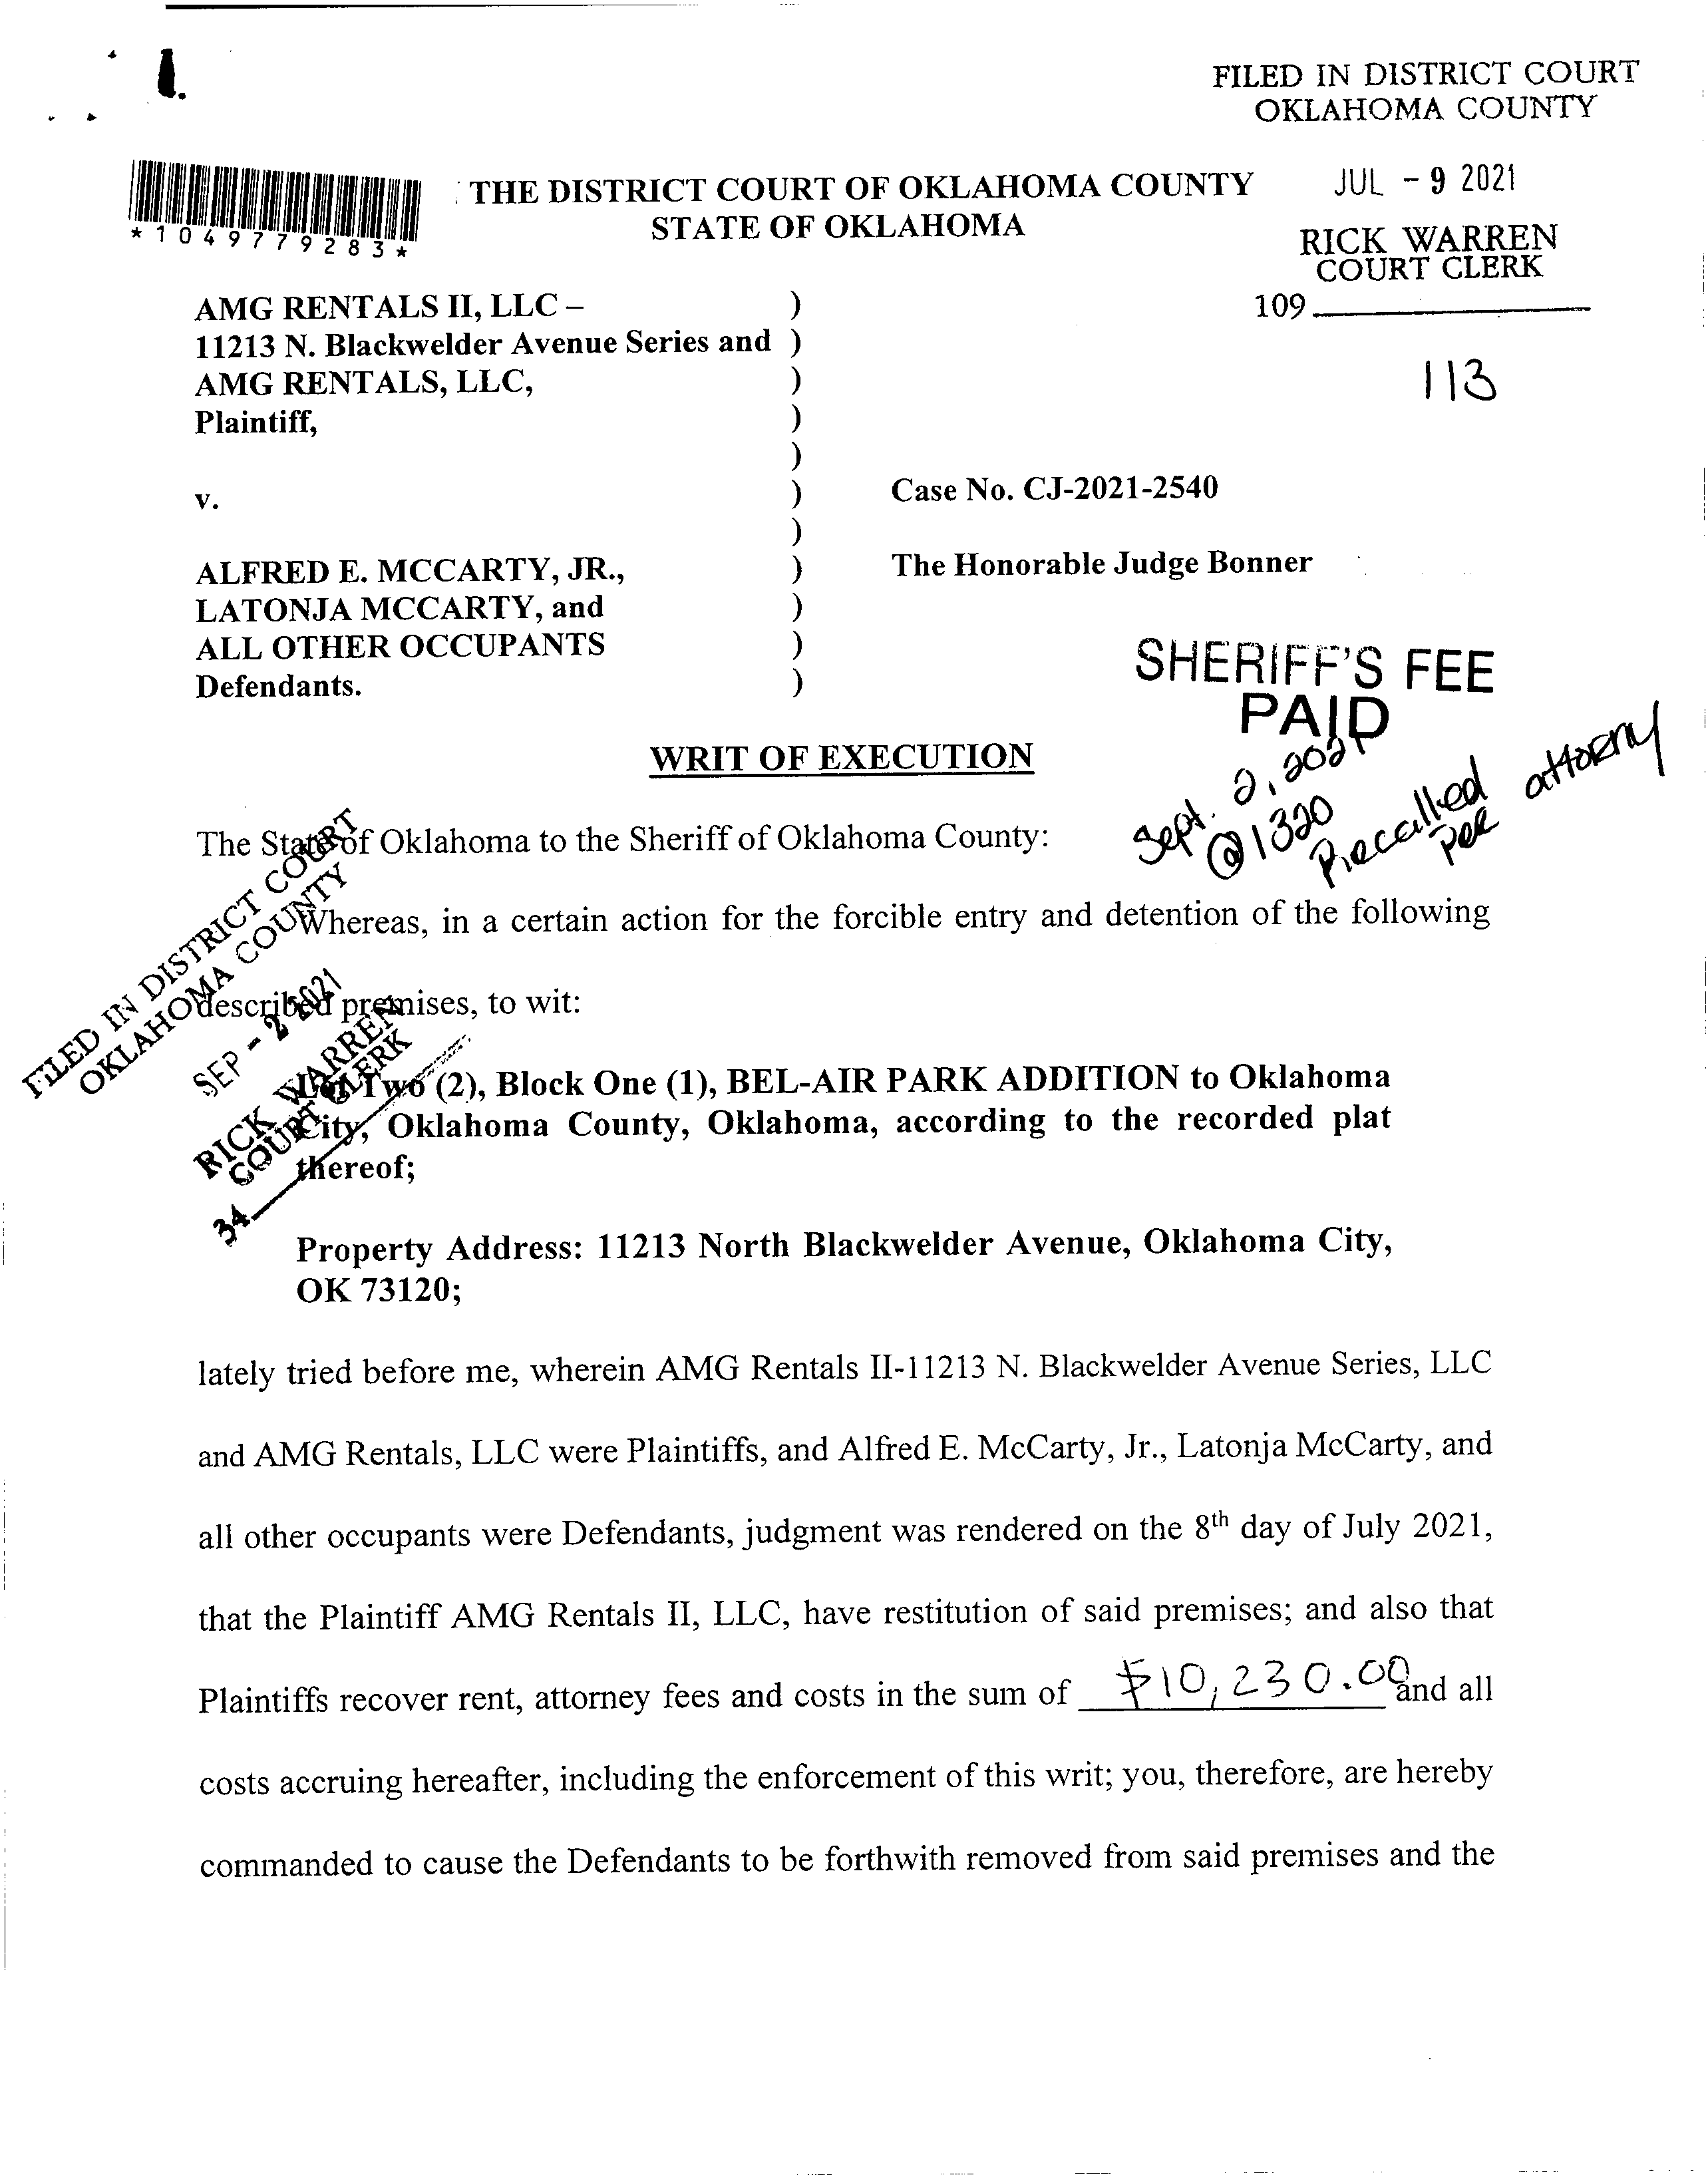 FILED IN DISTRICT COURT
OKLAHOMA COUNTY
JUL - 9 2021
RICK WARREN
COURT CLERK
109
113
*1049779283*
THE DISTRICT COURT OF OKLAHOMA COUNTY
STATE OF OKLAHOMA
AMG RENTALS II, LLC – )
11213 N. Blackwelder Avenue Series and )
AMG RENTALS, LLC, )
Plaintiff, )
)
v. ) Case No. CJ-2021-2540
)
ALFRED E. MCCARTY, JR., ) The Honorable Judge Bonner
LATONJA MCCARTY, and )
ALL OTHER OCCUPANTS )
Defendants. )
SHERIFF'S FEE
PAID
Sept. 2, 2021
@1320
Recalled
per attorny
WRIT OF EXECUTION
The State of Oklahoma to the Sheriff of Oklahoma County:
Whereas, in a certain action for the forcible entry and detention of the following
described premises, to wit:
FILED IN DISTRICT COURT
OKLAHOMA COUNTY
SEP - 2 2021
RICK WARREN
COURT CLERK
34
Lot Two (2), Block One (1), BEL-AIR PARK ADDITION to Oklahoma
City, Oklahoma County, Oklahoma, according to the recorded plat
thereof;
Property Address: 11213 North Blackwelder Avenue, Oklahoma City,
OK 73120;
lately tried before me, wherein AMG Rentals II-11213 N. Blackwelder Avenue Series, LLC
and AMG Rentals, LLC were Plaintiffs, and Alfred E. McCarty, Jr., Latonja McCarty, and
all other occupants were Defendants, judgment was rendered on the 8th day of July 2021,
that the Plaintiff AMG Rentals II, LLC, have restitution of said premises; and also that
Plaintiffs recover rent, attorney fees and costs in the sum of $10,230.00 and all
costs accruing hereafter, including the enforcement of this writ; you, therefore, are hereby
commanded to cause the Defendants to be forthwith removed from said premises and the